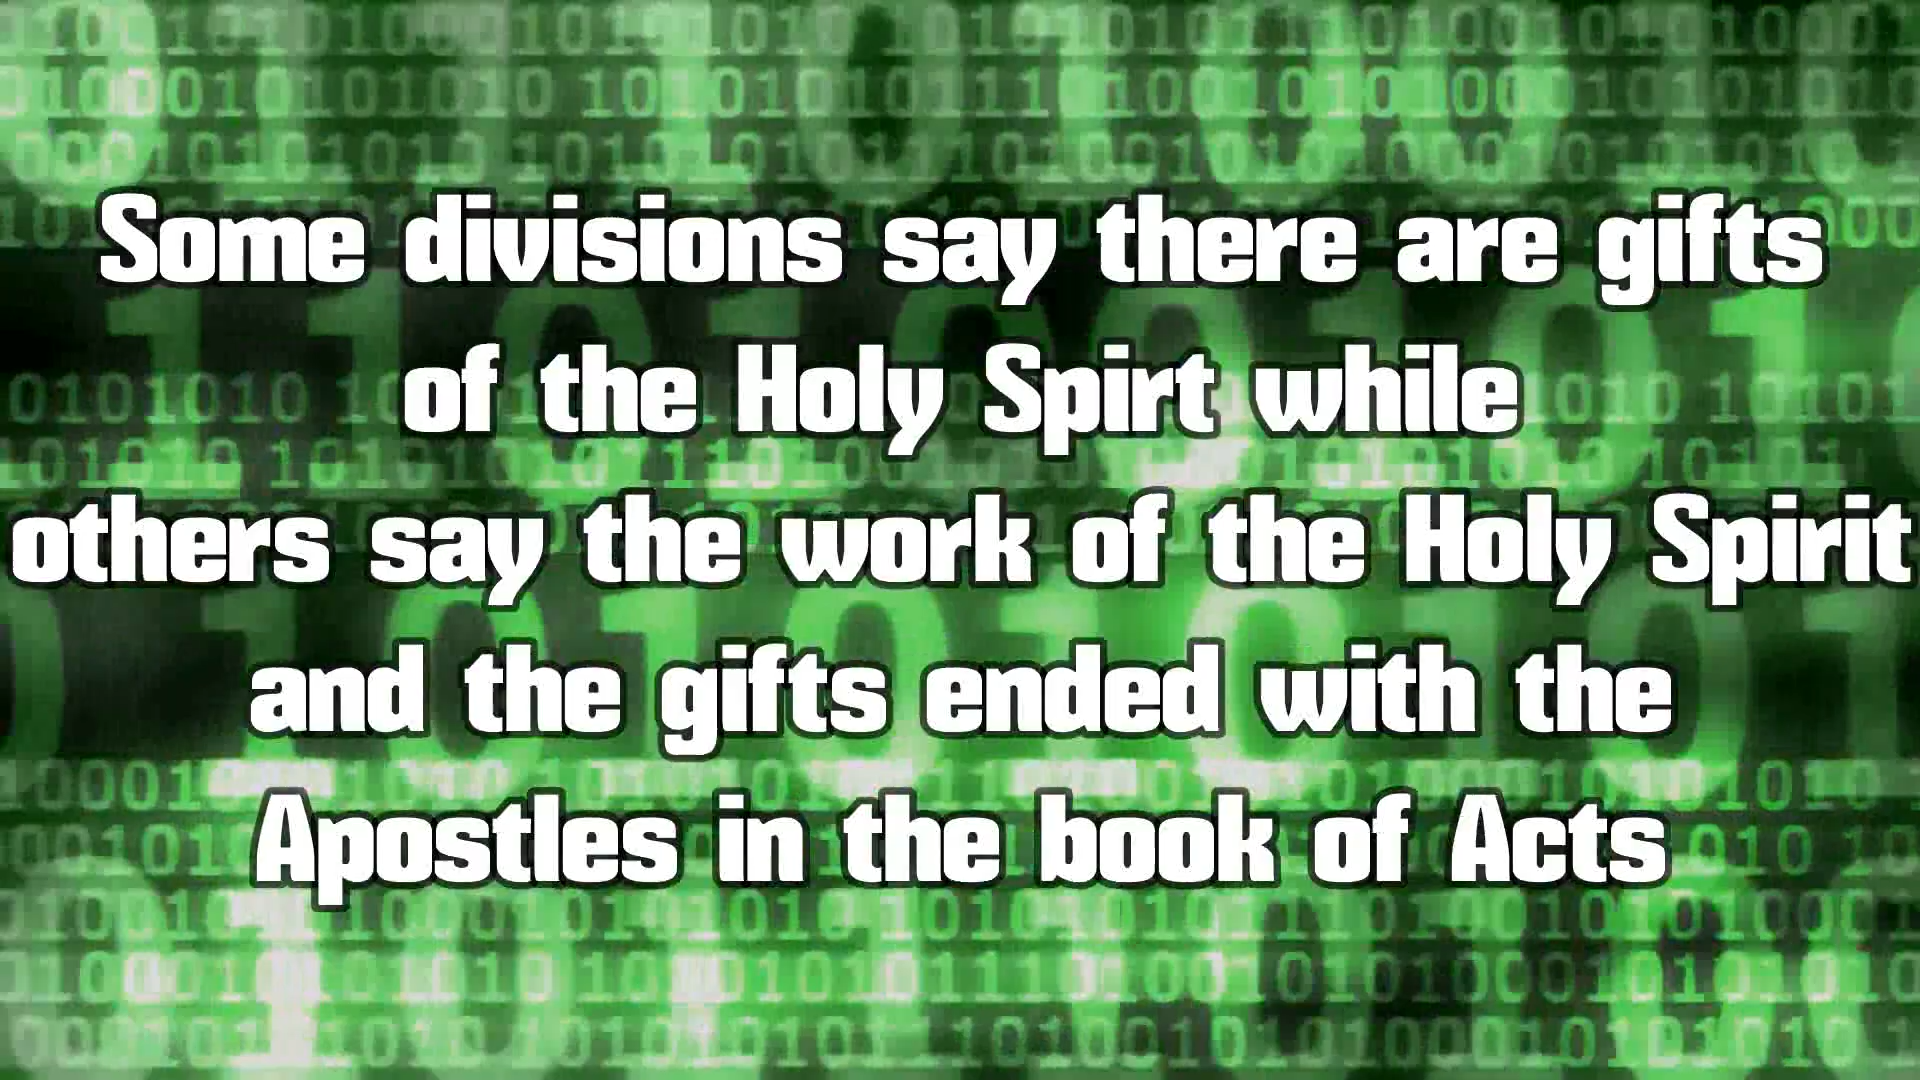 Some divisions say there are gifts
of the Holy Spirt while
others say the work of the Holy Spirit
and the gifts ended with the
Apostles in the book of Acts